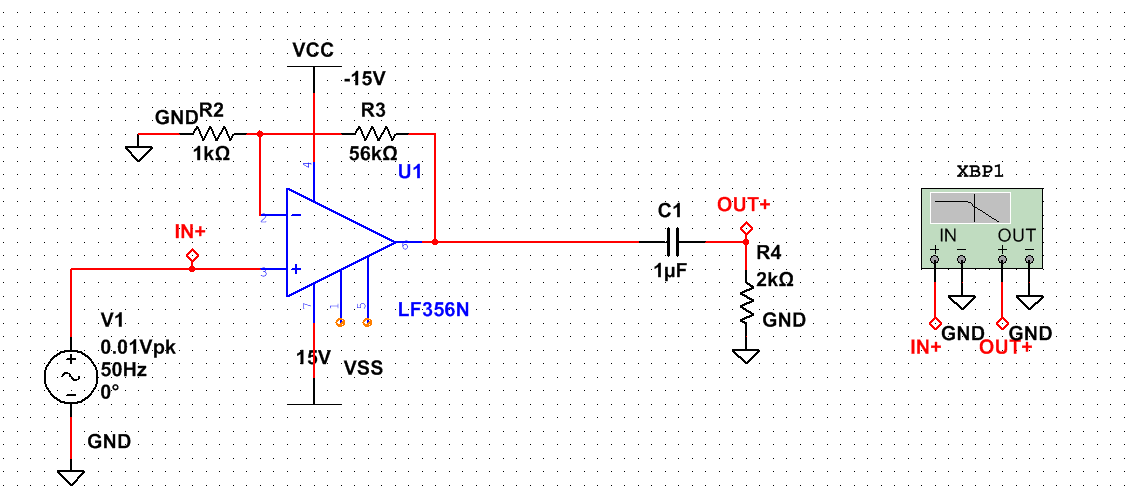 VCC
-15V
GND
R2
R3
1kΩ
56kΩ
U1
4
2
3
6
7
1
5
IN+
LF356N
15V
VSS
V1
0.01Vpk
50Hz
0°
GND
C1
1µF
OUT+
R4
2kΩ
GND
XBP1
IN
OUT
GND
GND
IN+
OUT+